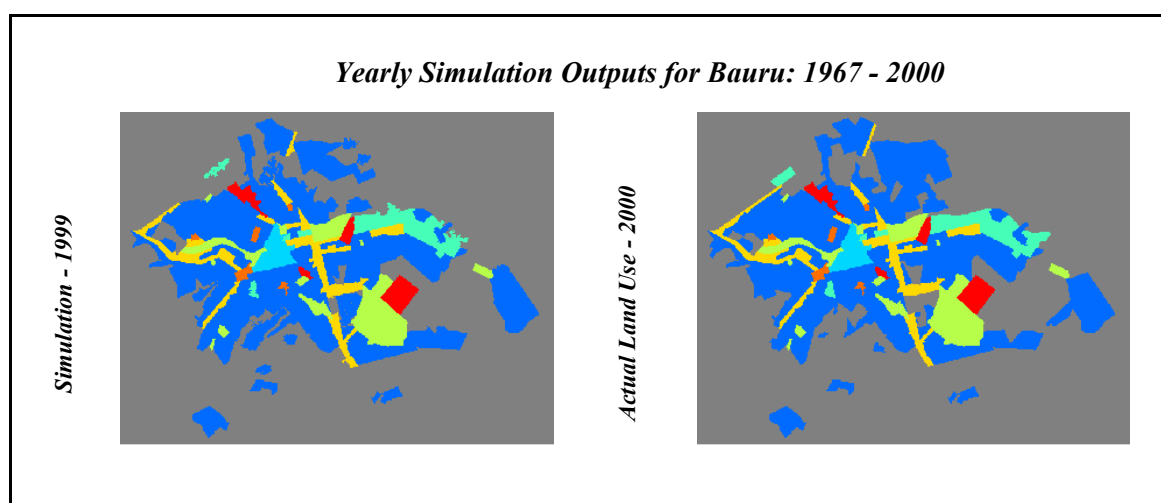 Yearly Simulation Outputs for Bauru: 1967 - 2000
Simulation - 1999
Actual Land Use - 2000